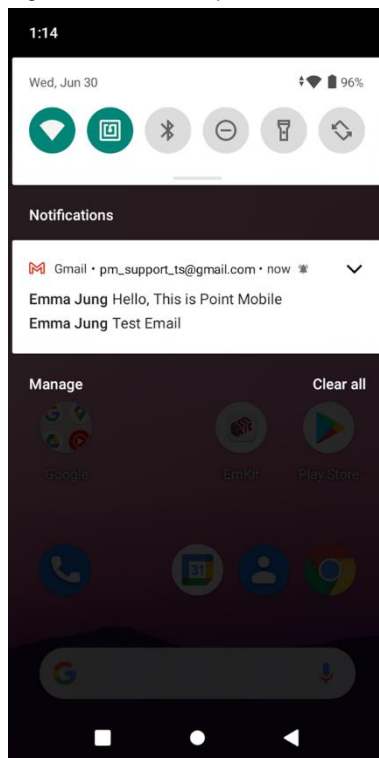 1:14
Wed, Jun 30 96%
Notifications
Gmail • pm_support_ts@gmail.com • now
Emma Jung Hello, This is Point Mobile
Emma Jung Test Email
Manage Clear all
Google EmKit Play Store
31